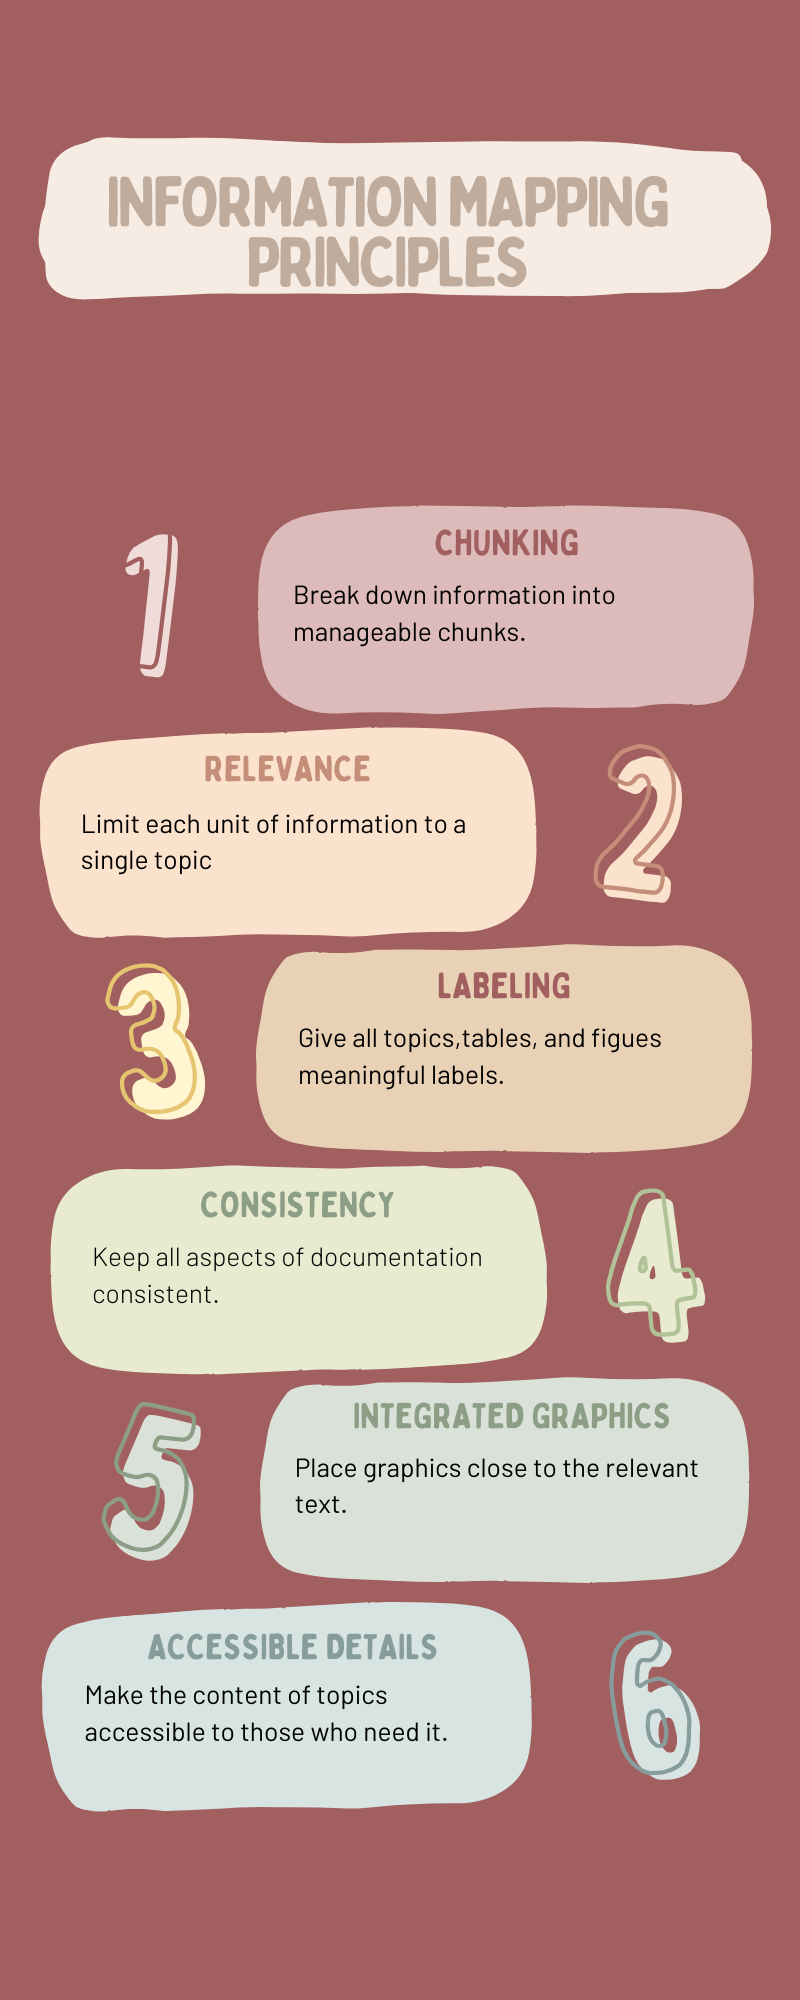 INFORMATION MAPPING
PRINCIPLES
1
CHUNKING
Break down information into
manageable chunks.
RELEVANCE
Limit each unit of information to a
single topic
2
3
LABELING
Give all topics,tables, and figues
meaningful labels.
CONSISTENCY
Keep all aspects of documentation
consistent.
4
5
INTEGRATED GRAPHICS
Place graphics close to the relevant
text.
ACCESSIBLE DETAILS
Make the content of topics
accessible to those who need it.
6